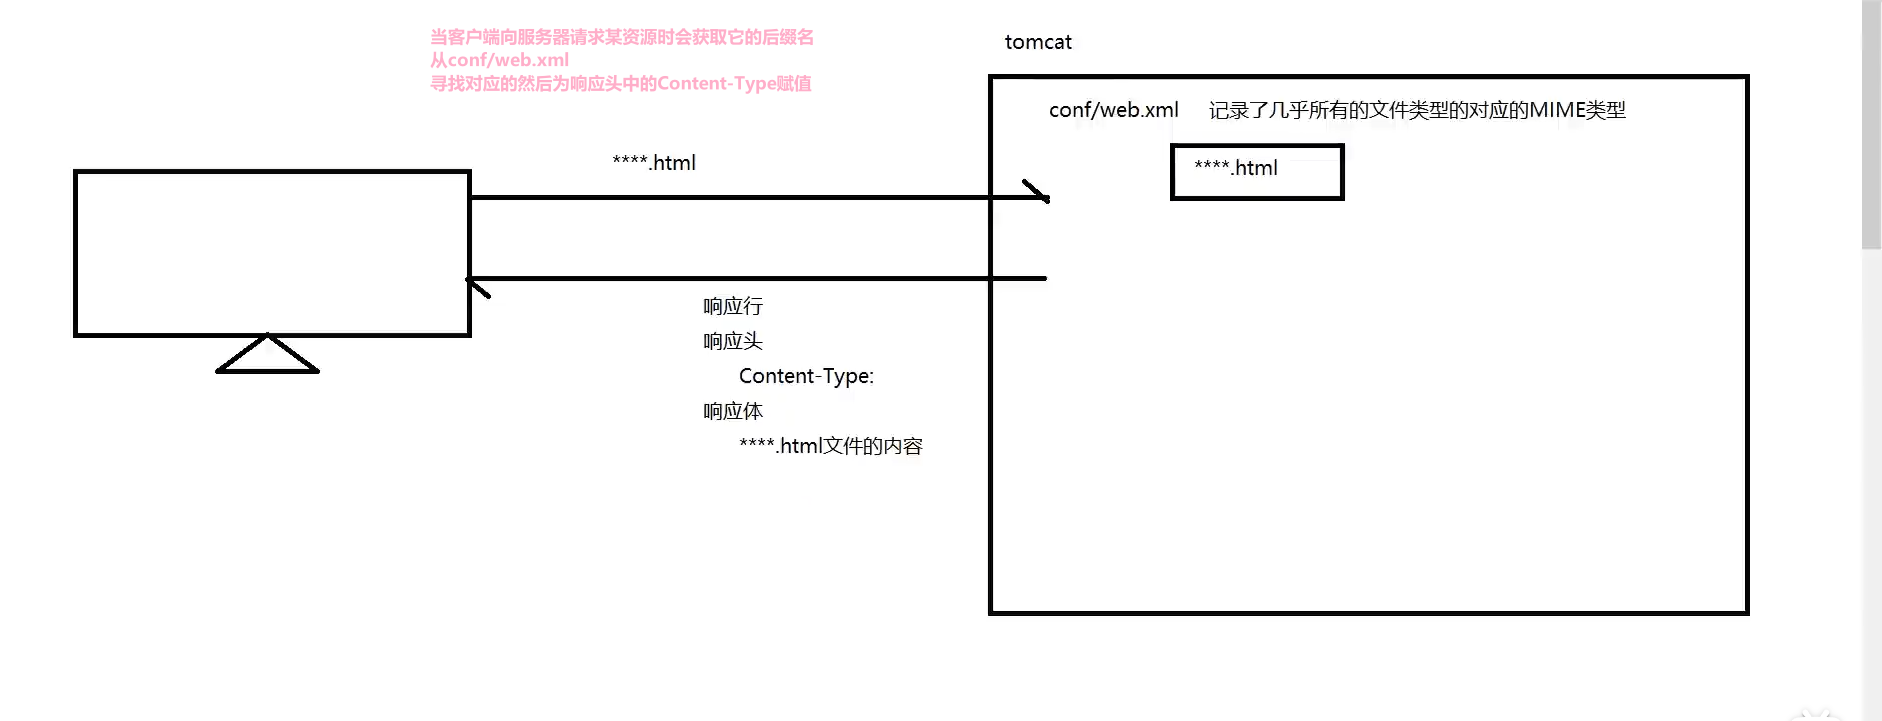 当客户端向服务器请求某资源时会获取它的后缀名
从conf/web.xml
寻找对应的然后为响应头中的Content-Type赋值
tomcat
conf/web.xml 记录了几乎所有的文件类型的对应的MIME类型
****.html
****.html
响应行
响应头
Content-Type:
响应体
****.html文件的内容